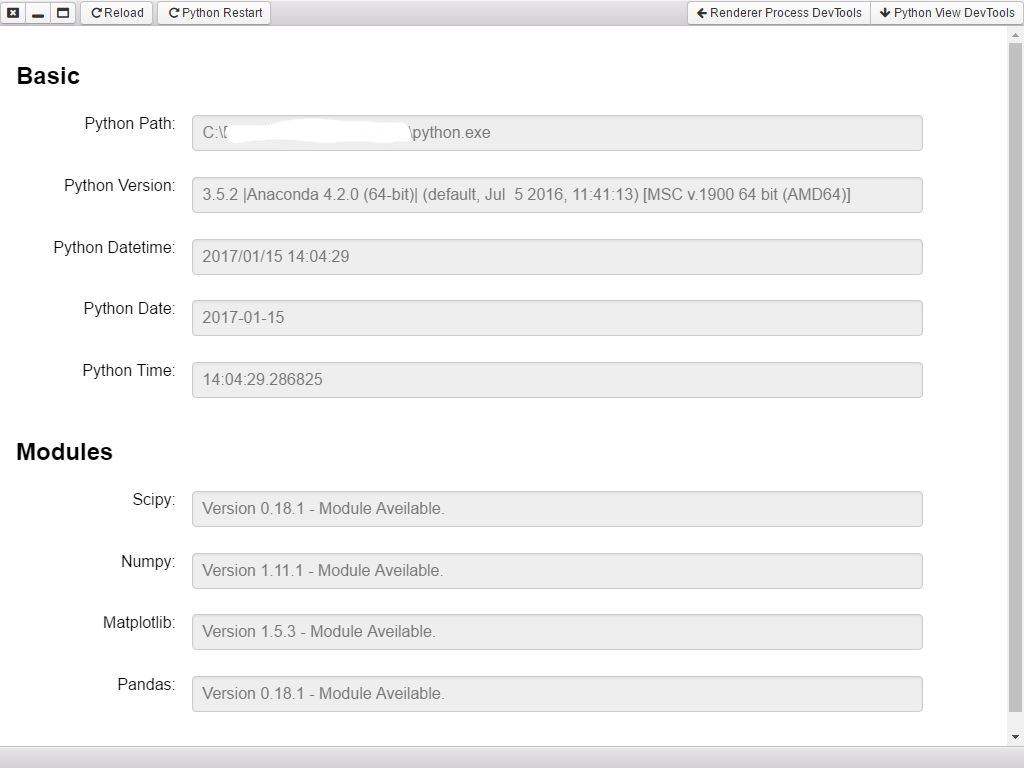 Reload Python Restart Renderer Process DevTools Python View DevTools
Basic
Python Path: C:\ \python.exe
Python Version: 3.5.2 |Anaconda 4.2.0 (64-bit)| (default, Jul  5 2016, 11:41:13) [MSC v.1900 64 bit (AMD64)]
Python Datetime: 2017/01/15 14:04:29
Python Date: 2017-01-15
Python Time: 14:04:29.286825
Modules
Scipy: Version 0.18.1 - Module Aveilable.
Numpy: Version 1.11.1 - Module Aveilable.
Matplotlib: Version 1.5.3 - Module Aveilable.
Pandas: Version 0.18.1 - Module Aveilable.